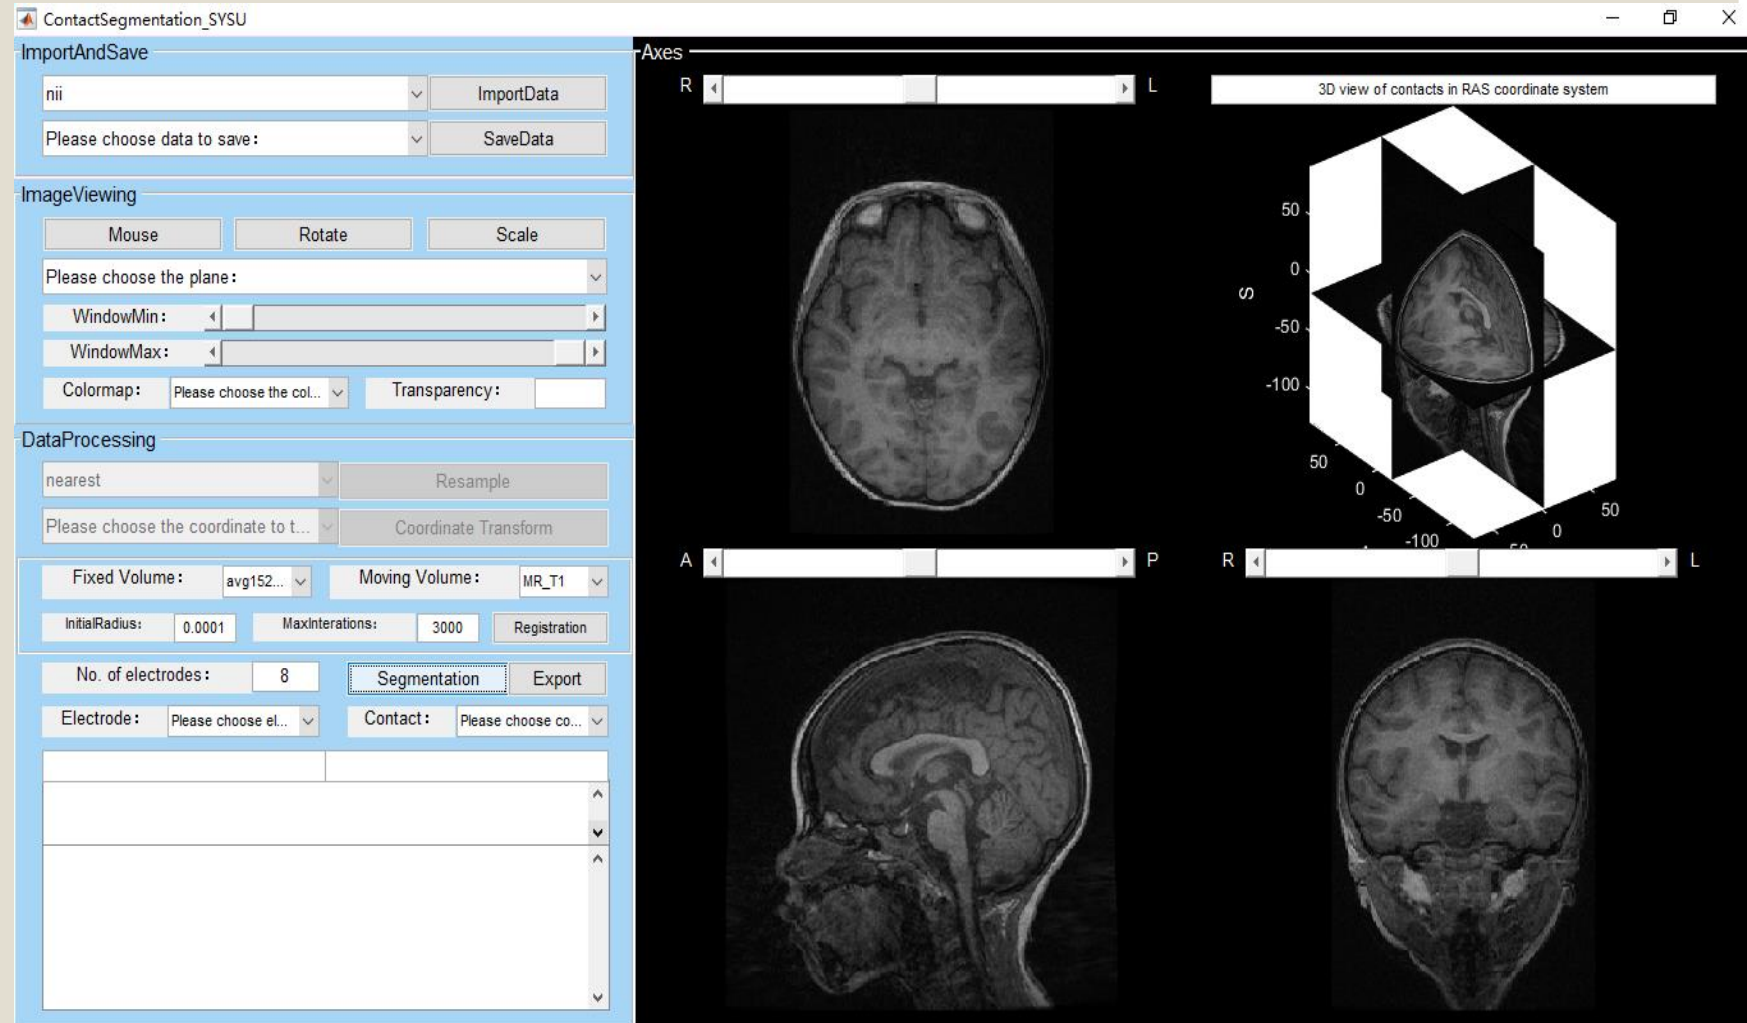 ContactSegmentation_SYSU
ImportAndSave
nii
ImportData
Please choose data to save:
SaveData
ImageViewing
Mouse
Rotate
Scale
Please choose the plane:
WindowMin:
WindowMax:
Colormap:
Please choose the col...
Transparency:
DataProcessing
nearest
Resample
Please choose the coordinate to t...
Coordinate Transform
Fixed Volume:
avg152...
Moving Volume:
MR_T1
InitialRadius:
0.0001
MaxInterations:
3000
Registration
No. of electrodes:
8
Segmentation
Export
Electrode:
Please choose el...
Contact:
Please choose co...
Axes
R
L
3D view of contacts in RAS coordinate system
50
0
-50
-100
S
50
0
-50
-100
0
50
A
P
R
L